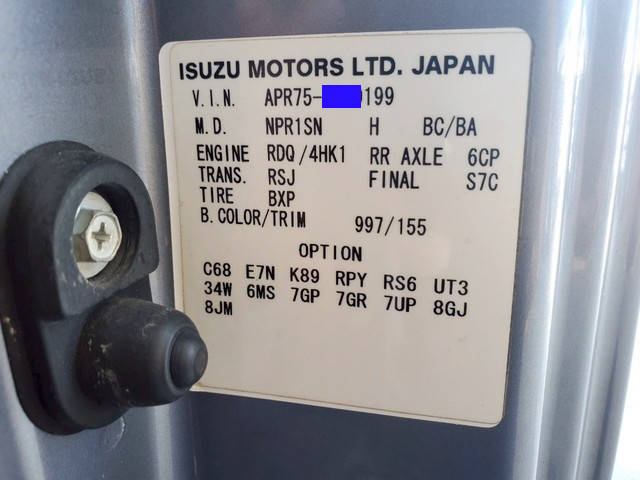 ISUZU MOTORS LTD. JAPAN
V.I.N. APR75- 199
M.D. NPR1SN H BC/BA
ENGINE RDQ/4HK1 RR AXLE 6CP
TRANS. RSJ FINAL S7C
TIRE BXP
B.COLOR/TRIM 997/155
OPTION
C68 E7N K89 RPY RS6 UT3
34W 6MS 7GP 7GR 7UP 8GJ
8JM